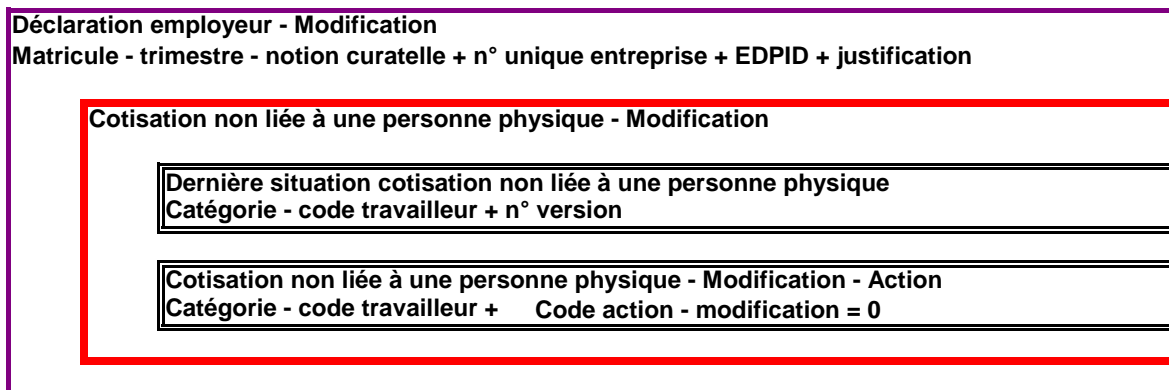 Déclaration employeur - Modification
Matricule - trimestre - notion curatelle + n° unique entreprise + EDPID + justification
Cotisation non liée à une personne physique - Modification
Dernière situation cotisation non liée à une personne physique
Catégorie - code travailleur + n° version
Cotisation non liée à une personne physique - Modification - Action
Catégorie - code travailleur + Code action - modification = 0